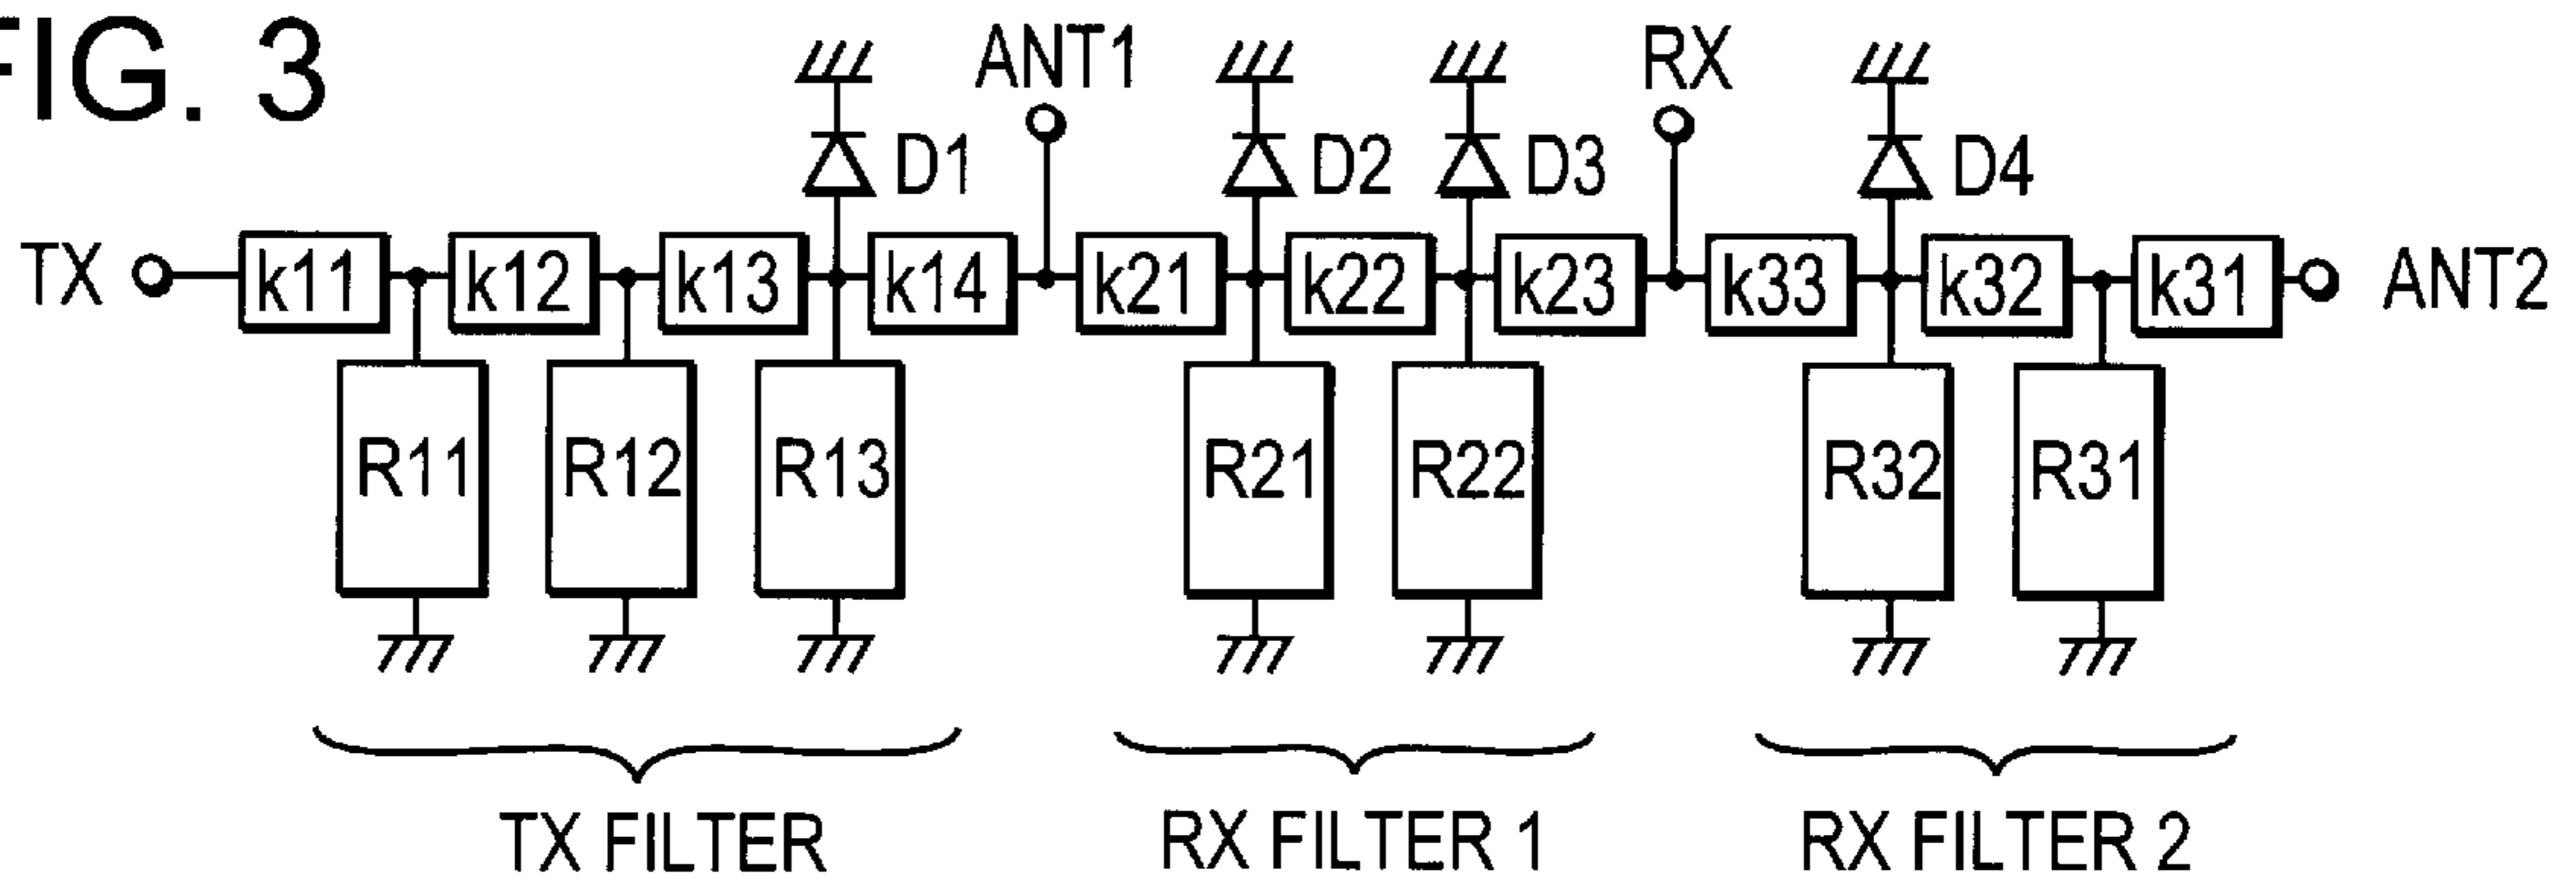 FIG. 3
ANT1
RX
D1
D2
D3
D4
TX
k11
k12
k13
k14
k21
k22
k23
k33
k32
k31
ANT2
R11
R12
R13
R21
R22
R32
R31
TX FILTER
RX FILTER 1
RX FILTER 2